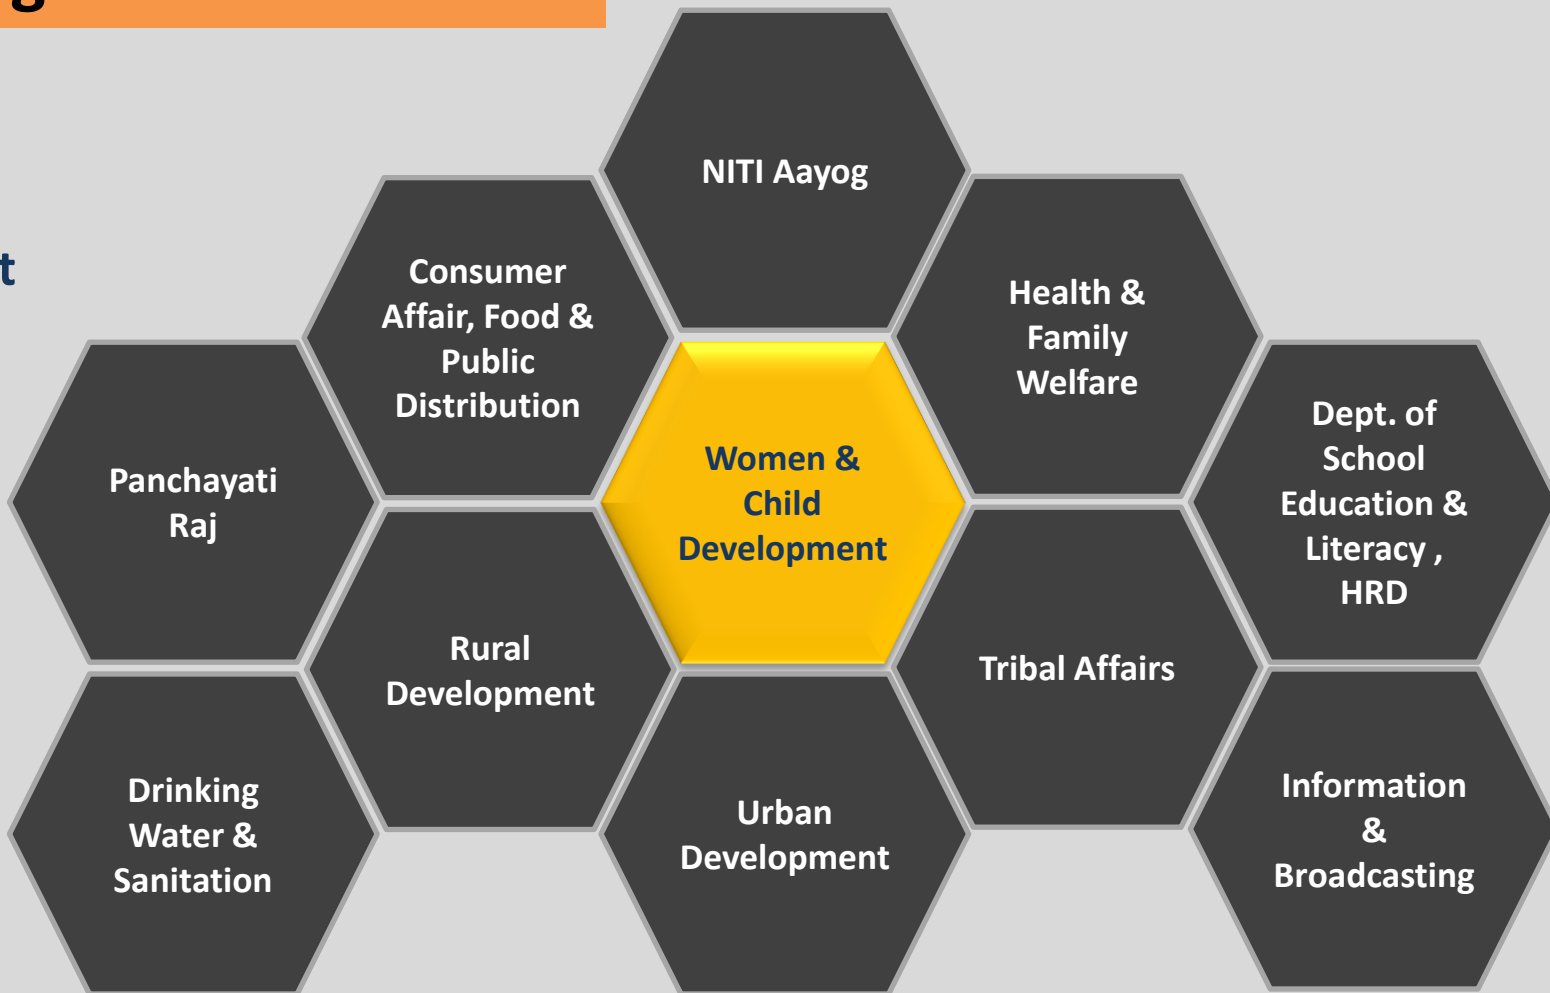 g
t
NITI Aayog
Consumer
Affair, Food &
Public
Distribution
Health &
Family
Welfare
Panchayati
Raj
Women &
Child
Development
Dept. of
School
Education &
Literacy ,
HRD
Rural
Development
Tribal Affairs
Drinking
Water &
Sanitation
Urban
Development
Information
&
Broadcasting